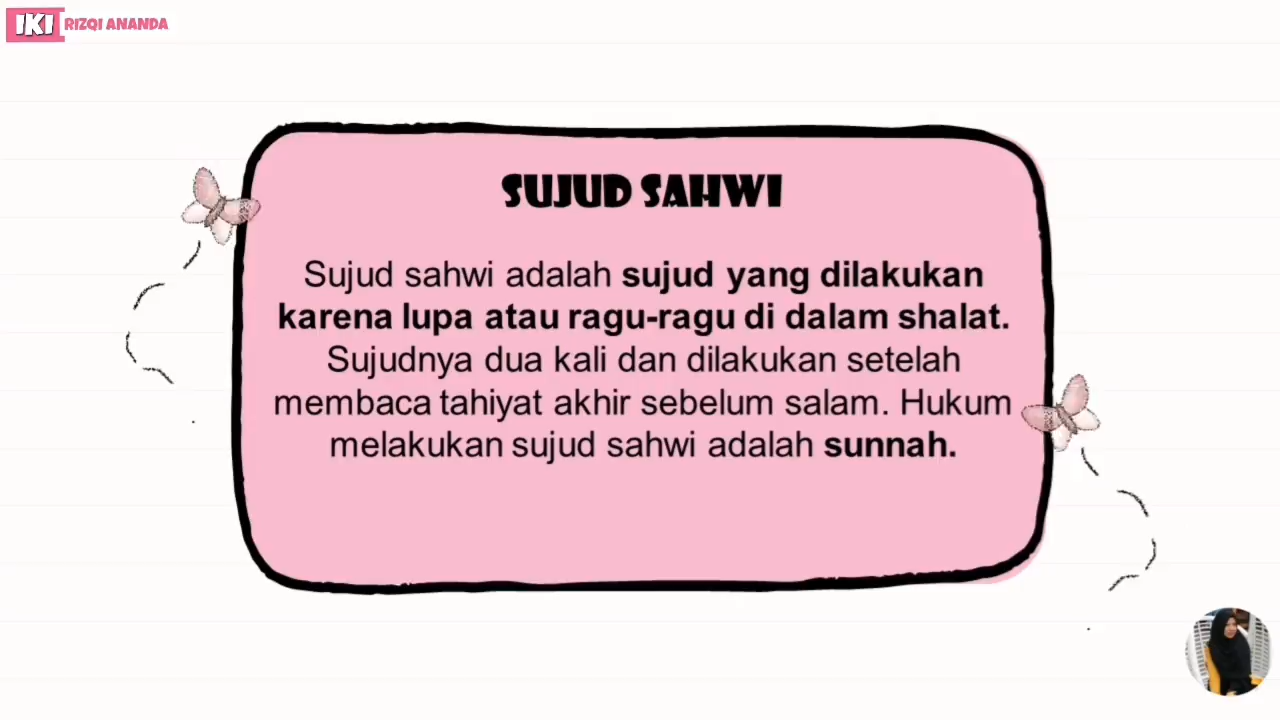 IKI RIZQI ANANDA
SUJUD SAHWI
Sujud sahwi adalah sujud yang dilakukan
karena lupa atau ragu-ragu di dalam shalat.
Sujudnya dua kali dan dilakukan setelah
membaca tahiyat akhir sebelum salam. Hukum
melakukan sujud sahwi adalah sunnah.